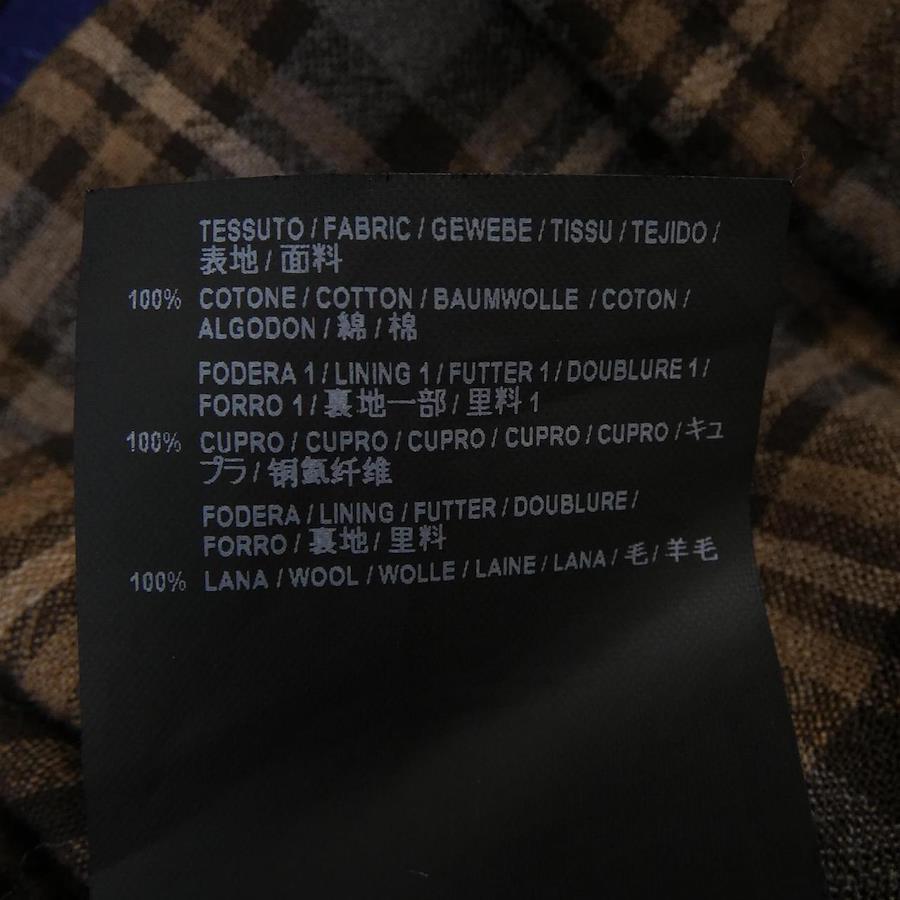 TESSUTO / FABRIC / GEWEBE / TISSU / TEJIDO /
表地 / 面料
100% COTONE / COTTON / BAUMWOLLE / COTON /
ALGODON / 綿 / 棉
FODERA 1 / LINING 1 / FUTTER 1 / DOUBLURE 1 /
FORRO 1 / 裏地一部 / 里料 1
100% CUPRO / CUPRO / CUPRO / CUPRO / CUPRO / キュ
プラ / 铜氨纤维
FODERA / LINING / FUTTER / DOUBLURE /
FORRO / 裏地 / 里料
100% LANA / WOOL / WOLLE / LAINE / LANA / 毛 / 羊毛